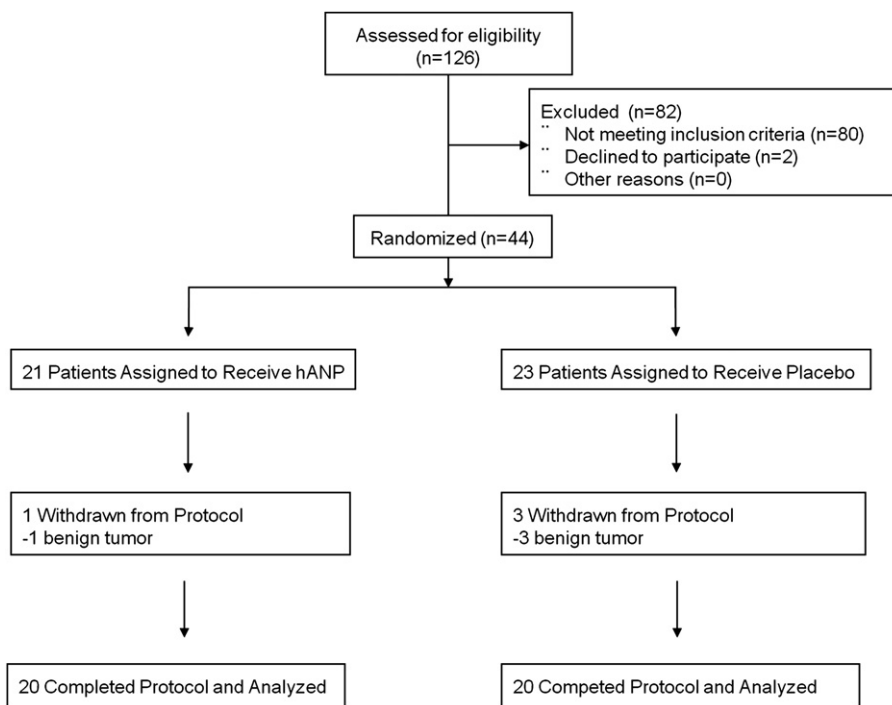 Assessed for eligibility
(n=126)
Excluded (n=82)
¨ Not meeting inclusion criteria (n=80)
¨ Declined to participate (n=2)
¨ Other reasons (n=0)
Randomized (n=44)
21 Patients Assigned to Receive hANP
23 Patients Assigned to Receive Placebo
1 Withdrawn from Protocol
-1 benign tumor
3 Withdrawn from Protocol
-3 benign tumor
20 Completed Protocol and Analyzed
20 Competed Protocol and Analyzed